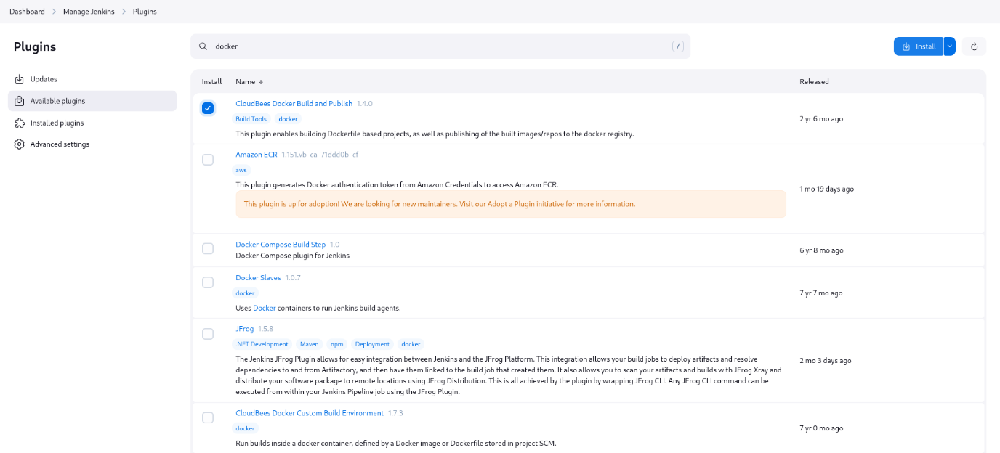 Dashboard > Manage Jenkins > Plugins
Plugins
docker
/
Install
Updates
Available plugins
Installed plugins
Advanced settings
Install Name ↓ Released
CloudBees Docker Build and Publish 1.4.0
Build Tools docker
This plugin enables building Dockerfile based projects, as well as publishing of the built images/repos to the docker registry.
2 yr 6 mo ago
Amazon ECR 1.151.vb_ca_71ddd0b_cf
aws
This plugin generates Docker authentication token from Amazon Credentials to access Amazon ECR.
This plugin is up for adoption! We are looking for new maintainers. Visit our Adopt a Plugin initiative for more information.
1 mo 19 days ago
Docker Compose Build Step 1.0
Docker Compose plugin for Jenkins
6 yr 8 mo ago
Docker Slaves 1.0.7
docker
Uses Docker containers to run Jenkins build agents.
7 yr 7 mo ago
JFrog 1.5.8
.NET Development Maven npm Deployment docker
The Jenkins JFrog Plugin allows for easy integration between Jenkins and the JFrog Platform. This integration allows your build jobs to deploy artifacts and resolve
dependencies to and from Artifactory, and then have them linked to the build job that created them. It also allows you to scan your artifacts and builds with JFrog Xray and
distribute your software package to remote locations using JFrog Distribution. This is all achieved by the plugin by wrapping JFrog CLI. Any JFrog CLI command can be
executed from within your Jenkins Pipeline job using the JFrog Plugin.
2 mo 3 days ago
CloudBees Docker Custom Build Environment 1.7.3
docker
Run builds inside a docker container, defined by a Docker image or Dockerfile stored in project SCM.
7 yr 0 mo ago